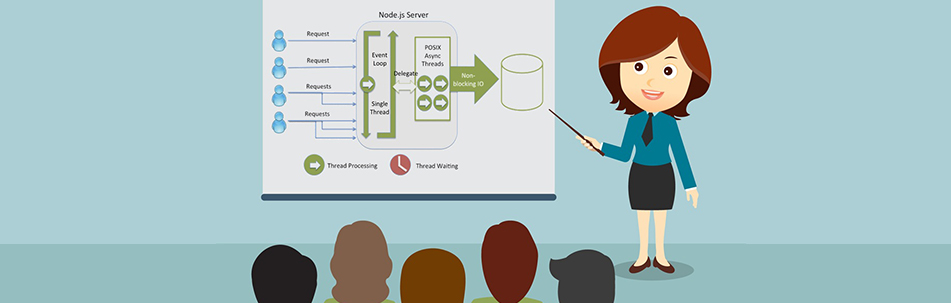 Node.js Server
Request
Request
Requests
Requests
Event
Loop
Single
Thread
Delegate
POSIX
Async
Threads
Non-
blocking IO
Thread Processing
Thread Waiting